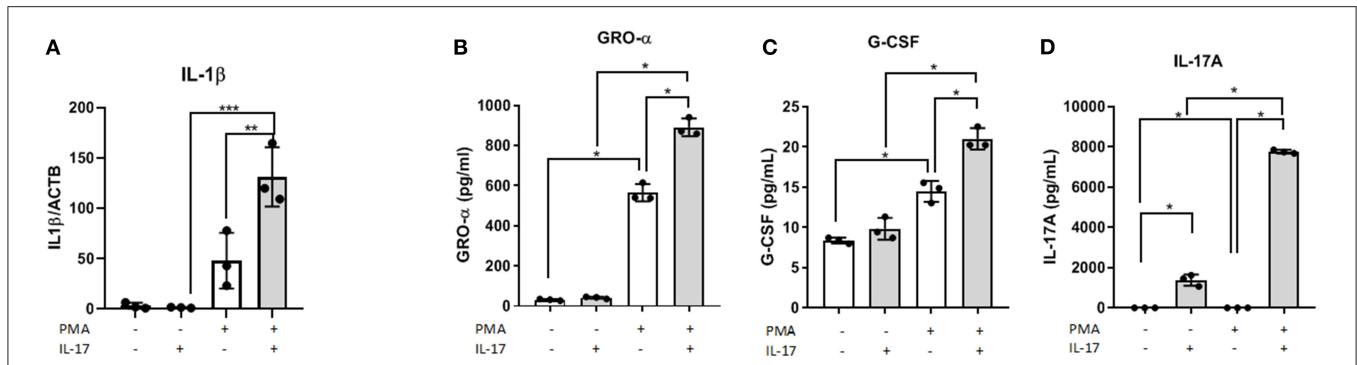 A
IL-1β
IL1β/ACTB
200
150
100
50
0
***
**
PMA - - + +
IL-17 - + - +
B
GRO-α
GRO-α (pg/ml)
1000
800
600
400
200
0
*
*
*
PMA - - + +
IL-17 - + - +
C
G-CSF
G-CSF (pg/mL)
25
20
15
10
5
0
*
*
*
PMA - - + +
IL-17 - + - +
D
IL-17A
IL-17A (pg/mL)
10000
8000
6000
4000
2000
0
*
*
*
*
PMA - - + +
IL-17 - + - +